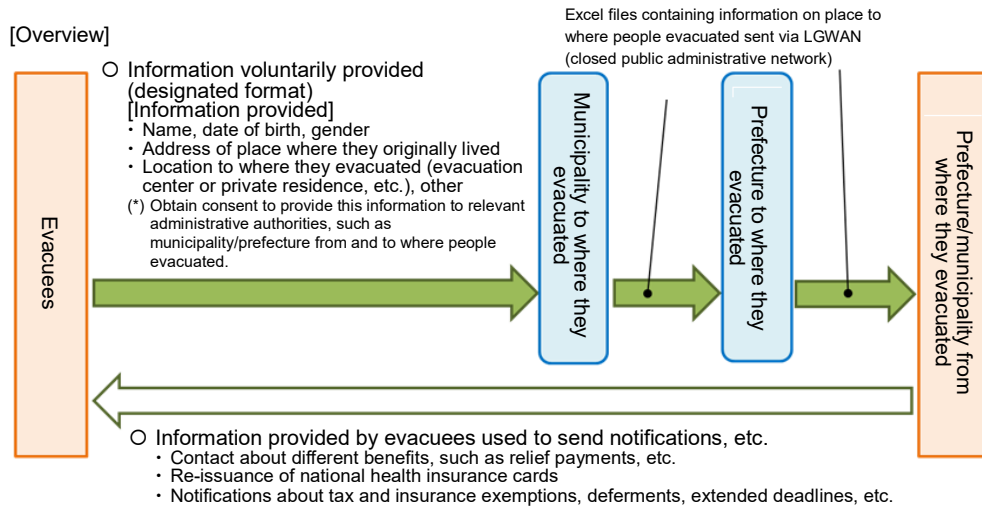 [Overview]
Excel files containing information on place to
where people evacuated sent via LGWAN
(closed public administrative network)
○ Information voluntarily provided
(designated format)
[Information provided]
・ Name, date of birth, gender
・ Address of place where they originally lived
・ Location to where they evacuated (evacuation
center or private residence, etc.), other
(*) Obtain consent to provide this information to relevant
administrative authorities, such as
municipality/prefecture from and to where people
evacuated.
Evacuees
Municipality to where they
evacuated
Prefecture to where they
evacuated
Prefecture/municipality from
where they evacuated
○ Information provided by evacuees used to send notifications, etc.
・ Contact about different benefits, such as relief payments, etc.
・ Re-issuance of national health insurance cards
・ Notifications about tax and insurance exemptions, deferments, extended deadlines, etc.